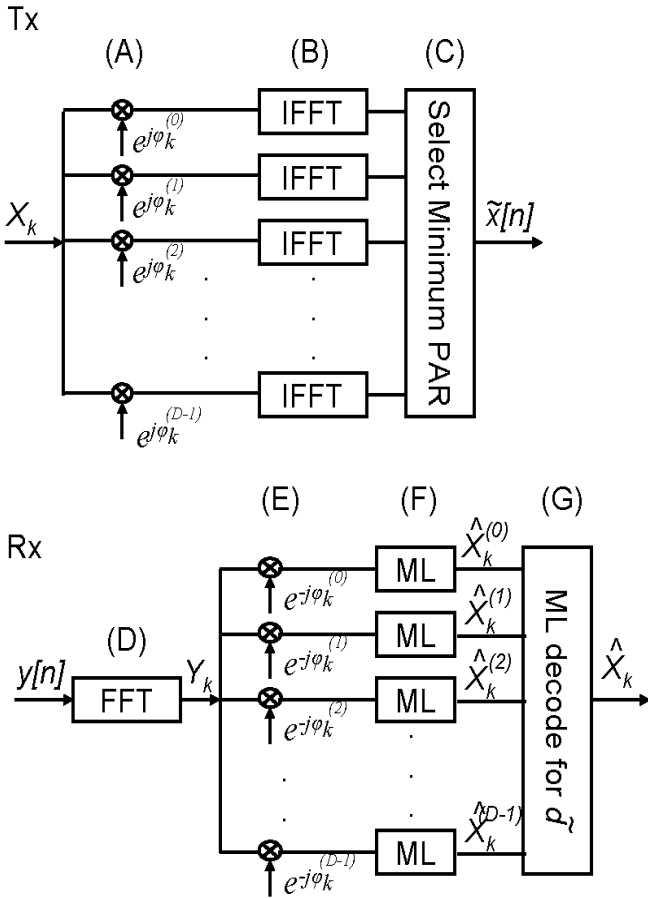 Tx
(A) (B) (C)
IFFT
e^{jφ_k^{(0)}}
IFFT
e^{jφ_k^{(1)}}
X_k
IFFT
e^{jφ_k^{(2)}}
Select Minimum PAR
x̃[n]
IFFT
e^{jφ_k^{(D-1)}}
Rx
(E) (F) (G)
ML
X̂_k^{(0)}
e^{-jφ_k^{(0)}}
(D)
ML
X̂_k^{(1)}
e^{-jφ_k^{(1)}}
y[n]
FFT
Y_k
ML
X̂_k^{(2)}
e^{-jφ_k^{(2)}}
ML decode for d̃
X̂_k
ML
X̂_k^{(D-1)}
e^{-jφ_k^{(D-1)}}